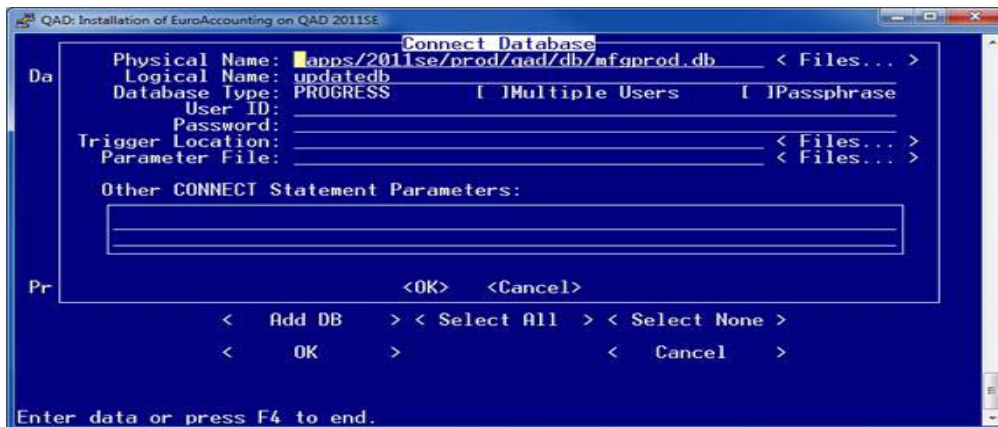 QAD: Installation of EuroAccounting on QAD 2011SE
Connect Database
Physical Name: apps/2011se/prod/qad/db/mfgprod.db < Files... >
Da Logical Name: updatedb
Database Type: PROGRESS [ ]Multiple Users [ ]Passphrase
User ID:
Password:
Trigger Location: < Files... >
Parameter File: < Files... >
Other CONNECT Statement Parameters:
Pr <OK> <Cancel>
< Add DB > < Select All > < Select None >
< OK > < Cancel >
Enter data or press F4 to end.